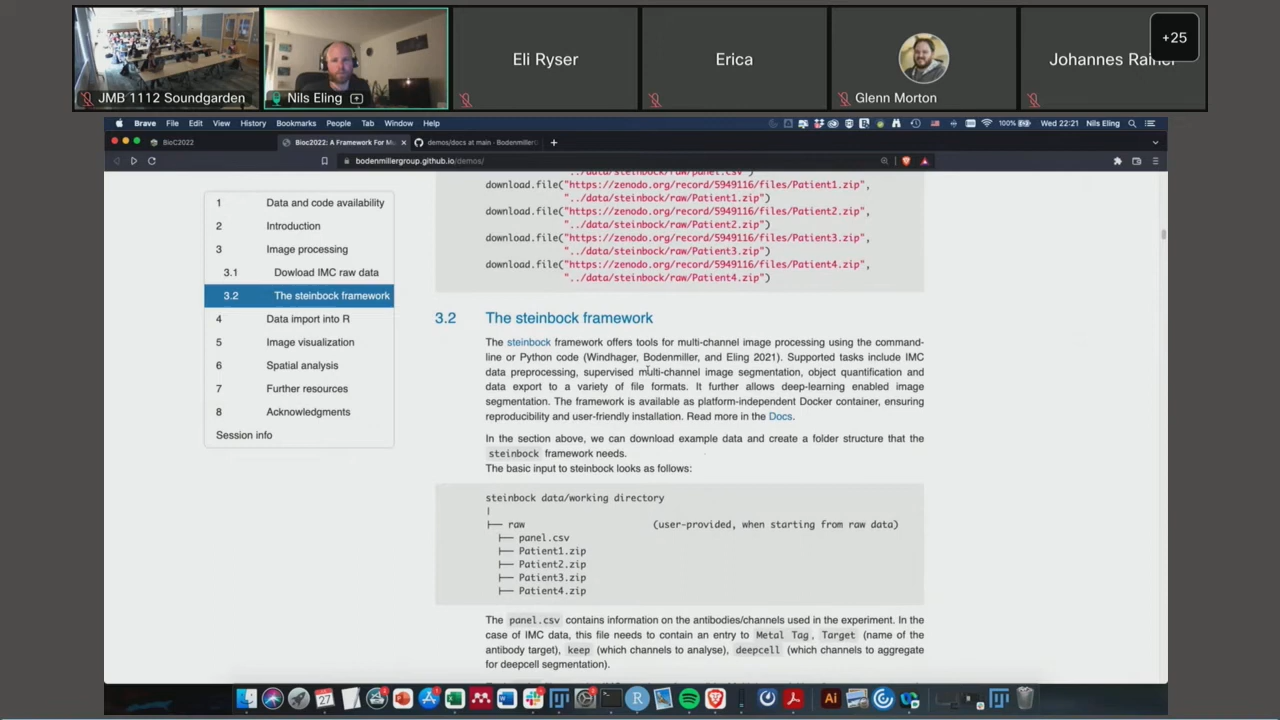 JMB 1112 Soundgarden
Nils Eling
Eli Ryser
Erica
Glenn Morton
Johannes Rainer
+25
Brave File Edit View History Bookmarks People Tab Window Help
100% Wed 22:21 Nils Eling
BioC2022
Bioc2022: A Framework For M
demos/docs at main · Bodenmiller
bodenmillergroup.github.io/demos/
1 Data and code availability
2 Introduction
3 Image processing
3.1 Dowload IMC raw data
3.2 The steinbock framework
4 Data import into R
5 Image visualization
6 Spatial analysis
7 Further resources
8 Acknowledgments
Session info
"../data/steinbock/raw/panel.csv")
download.file("https://zenodo.org/record/5949116/files/Patient1.zip",
"../data/steinbock/raw/Patient1.zip")
download.file("https://zenodo.org/record/5949116/files/Patient2.zip",
"../data/steinbock/raw/Patient2.zip")
download.file("https://zenodo.org/record/5949116/files/Patient3.zip",
"../data/steinbock/raw/Patient3.zip")
download.file("https://zenodo.org/record/5949116/files/Patient4.zip",
"../data/steinbock/raw/Patient4.zip")
3.2 The steinbock framework
The steinbock framework offers tools for multi-channel image processing using the command-
line or Python code (Windhager, Bodenmiller, and Eling 2021). Supported tasks include IMC
data preprocessing, supervised multi-channel image segmentation, object quantification and
data export to a variety of file formats. It further allows deep-learning enabled image
segmentation. The framework is available as platform-independent Docker container, ensuring
reproducibility and user-friendly installation. Read more in the Docs.
In the section above, we can download example data and create a folder structure that the
steinbock framework needs.
The basic input to steinbock looks as follows:
steinbock data/working directory
|
├── raw (user-provided, when starting from raw data)
├── panel.csv
├── Patient1.zip
├── Patient2.zip
├── Patient3.zip
├── Patient4.zip
The panel.csv contains information on the antibodies/channels used in the experiment. In the
case of IMC data, this file needs to contain an entry to Metal Tag, Target (name of the
antibody target), keep (which channels to analyse), deepcell (which channels to aggregate
for deepcell segmentation).